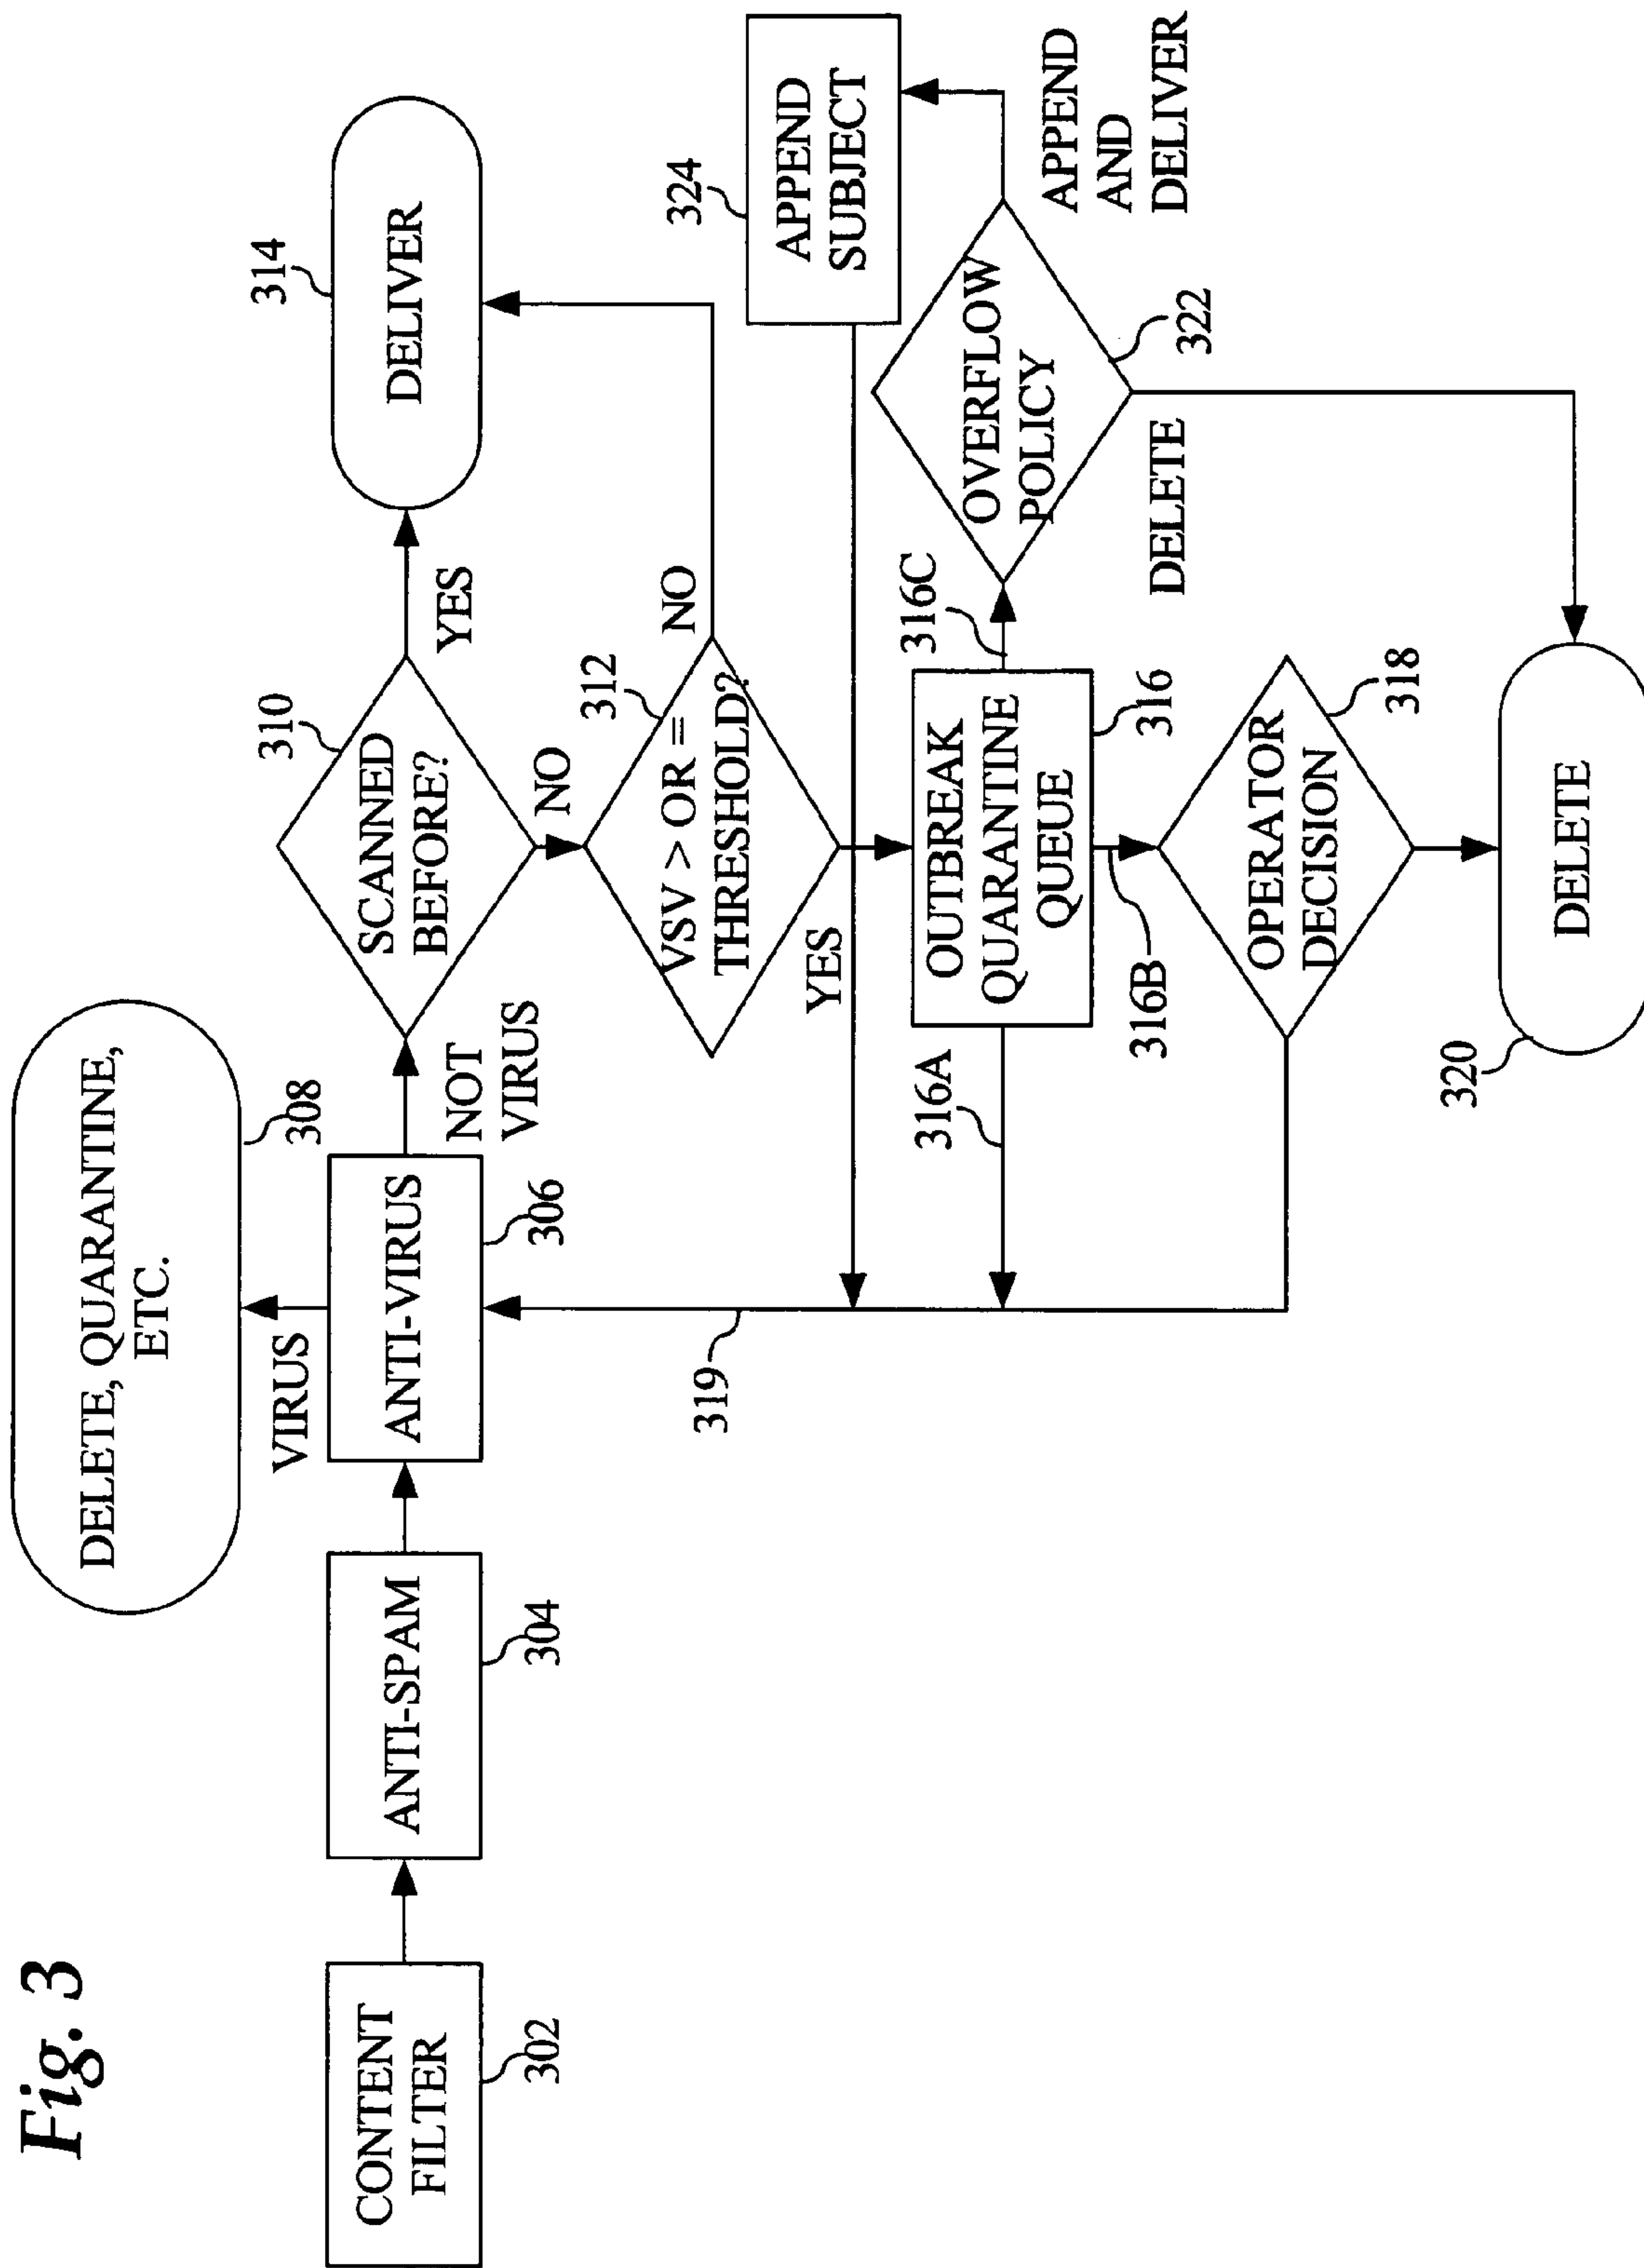 Fig. 3
DELETE, QUARANTINE,
ETC.
308
VIRUS
CONTENT
FILTER
302
ANTI-SPAM
304
ANTI-VIRUS
306
NOT
VIRUS
SCANNED
BEFORE?
310
YES
DELIVER
314
NO
VSV > OR =
THRESHOLD?
312
NO
YES
319
316A
OUTBREAK
QUARANTINE
QUEUE
316
316B
316C
OVERFLOW
POLICY
322
APPEND
SUBJECT
324
APPEND
AND
DELIVER
DELETE
OPERATOR
DECISION
318
DELETE
320